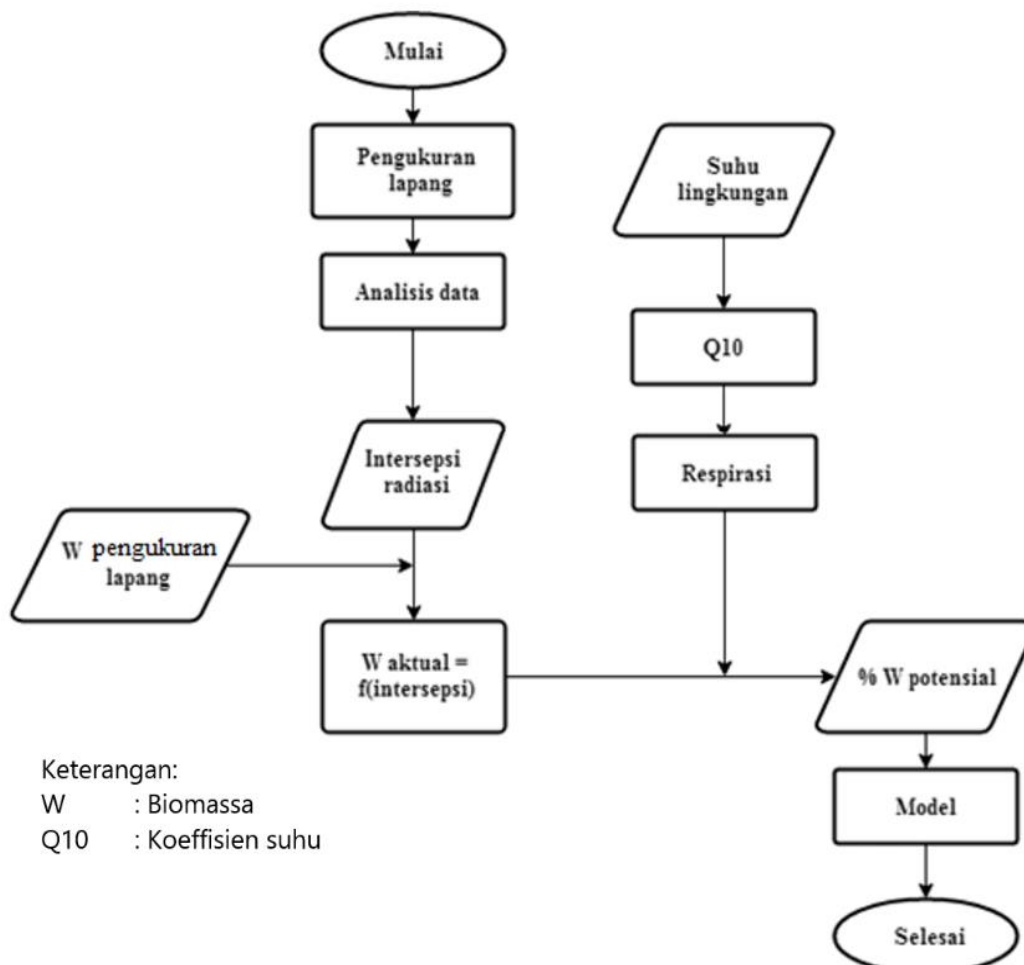 Mulai
Pengukuran
lapang
Analisis data
Intersepsi
radiasi
W pengukuran
lapang
W aktual =
f(intersepsi)
Suhu
lingkungan
Q10
Respirasi
% W potensial
Model
Selesai
Keterangan:
W : Biomassa
Q10 : Koeffisien suhu